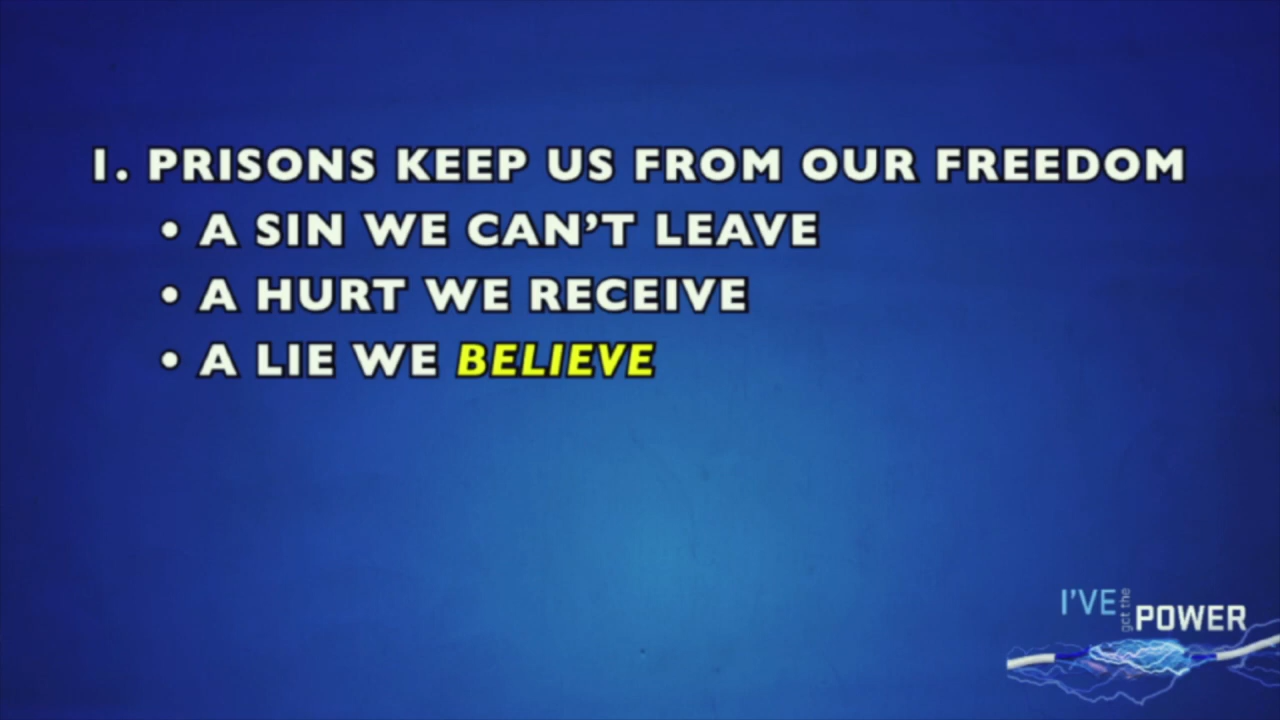 1. PRISONS KEEP US FROM OUR FREEDOM
• A SIN WE CAN’T LEAVE
• A HURT WE RECEIVE
• A LIE WE BELIEVE
I’VE got the POWER